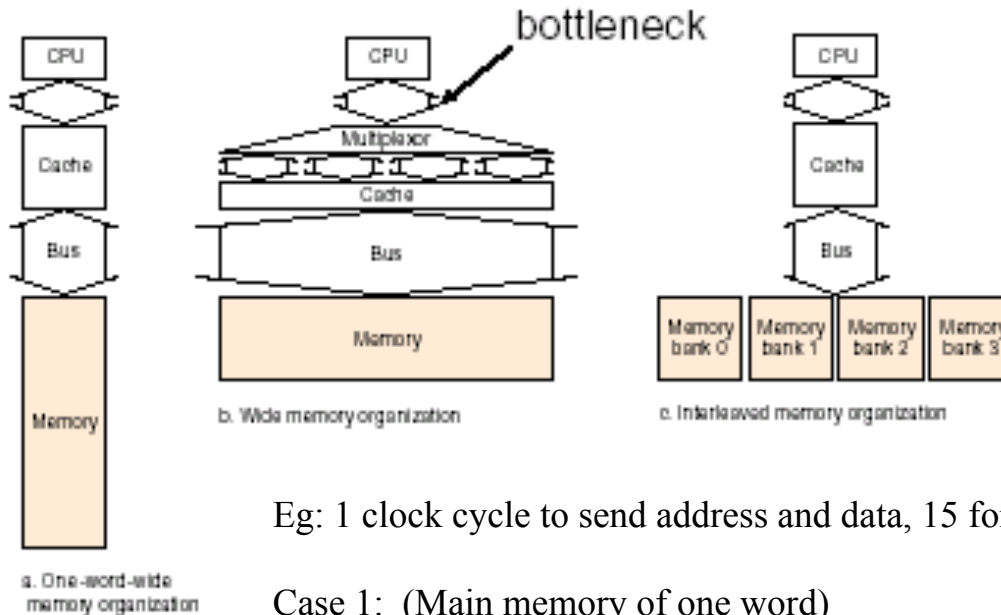 bottleneck
CPU
Cache
Bus
Memory
a. One-word-wide
memory organization
CPU
Multiplexor
Cache
Bus
Memory
b. Wide memory organization
CPU
Cache
Bus
Memory
bank 0
Memory
bank 1
Memory
bank 2
Memory
bank 3
c. Interleaved memory organization
Eg: 1 clock cycle to send address and data, 15 for
Case 1: (Main memory of one word)